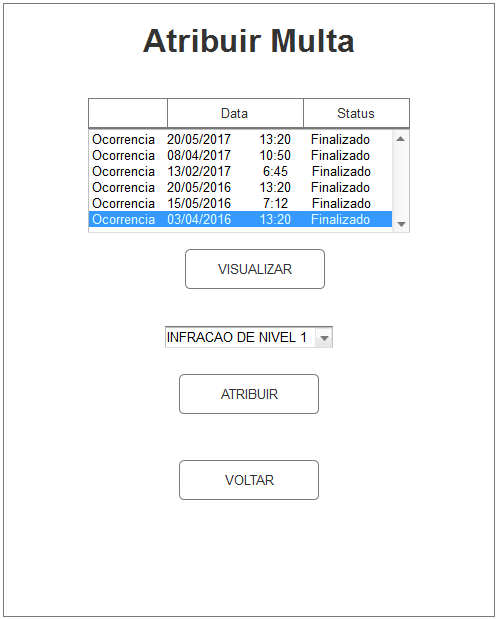 Atribuir Multa
Data Status
Ocorrencia 20/05/2017 13:20 Finalizado
Ocorrencia 08/04/2017 10:50 Finalizado
Ocorrencia 13/02/2017 6:45 Finalizado
Ocorrencia 20/05/2016 13:20 Finalizado
Ocorrencia 15/05/2016 7:12 Finalizado
Ocorrencia 03/04/2016 13:20 Finalizado
VISUALIZAR
INFRACAO DE NIVEL 1
ATRIBUIR
VOLTAR